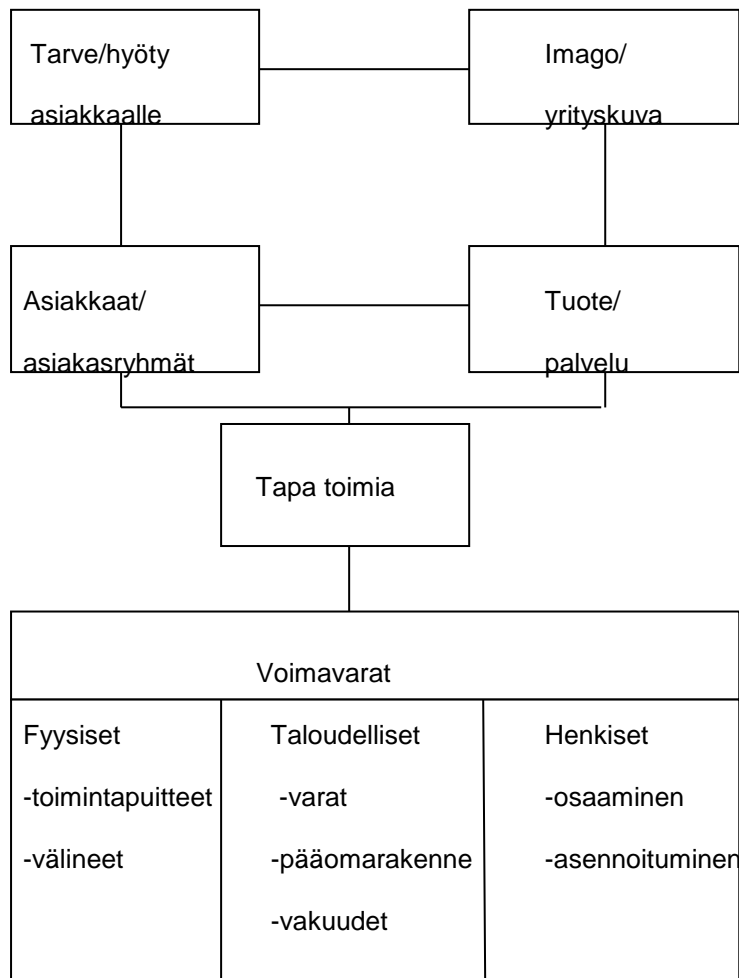 Tarve/hyöty
asiakkaalle
Imago/
yrityskuva
Asiakkaat/
asiakasryhmät
Tuote/
palvelu
Tapa toimia
Voimavarat
Fyysiset
-toimintapuitteet
-välineet
Taloudelliset
-varat
-pääomarakenne
-vakuudet
Henkiset
-osaaminen
-asennoituminen